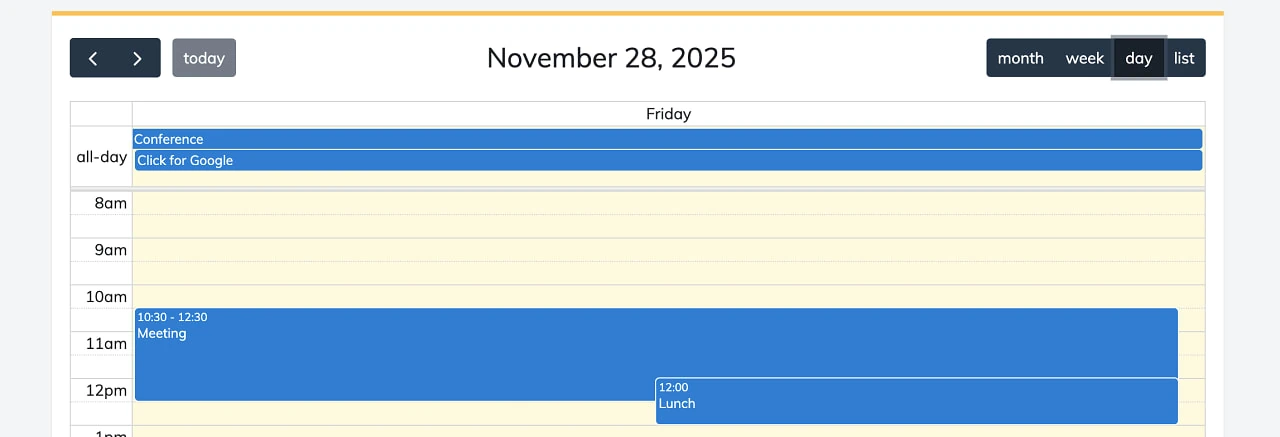 today
November 28, 2025
month week day list
Friday
all-day
Conference
Click for Google
8am
9am
10am
10:30 - 12:30
Meeting
11am
12pm
12:00
Lunch
1pm